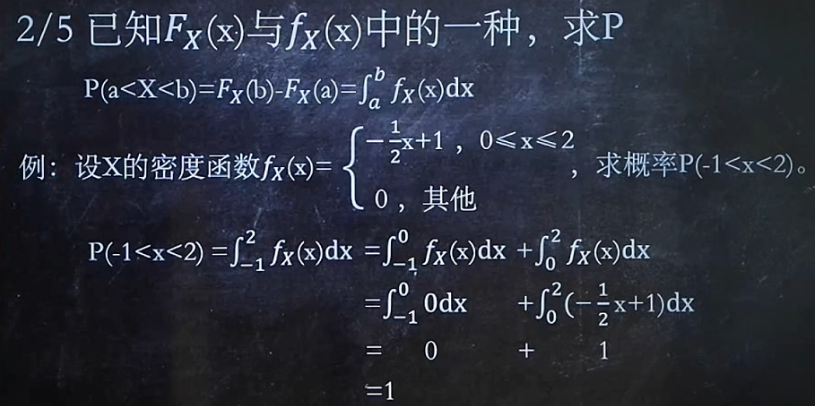 2/5 已知F_X(x)与f_X(x)中的一种，求P
P(a<X<b)=F_X(b)-F_X(a)=∫_a^b f_X(x)dx
例：设X的密度函数f_X(x)= { -1/2x+1，0⩽x⩽2
0，其他 ，求概率P(-1<x<2)。
P(-1<x<2) =∫_{-1}^2 f_X(x)dx =∫_{-1}^0 f_X(x)dx +∫_0^2 f_X(x)dx
=∫_{-1}^0 0dx +∫_0^2(-1/2x+1)dx
= 0 + 1
=1